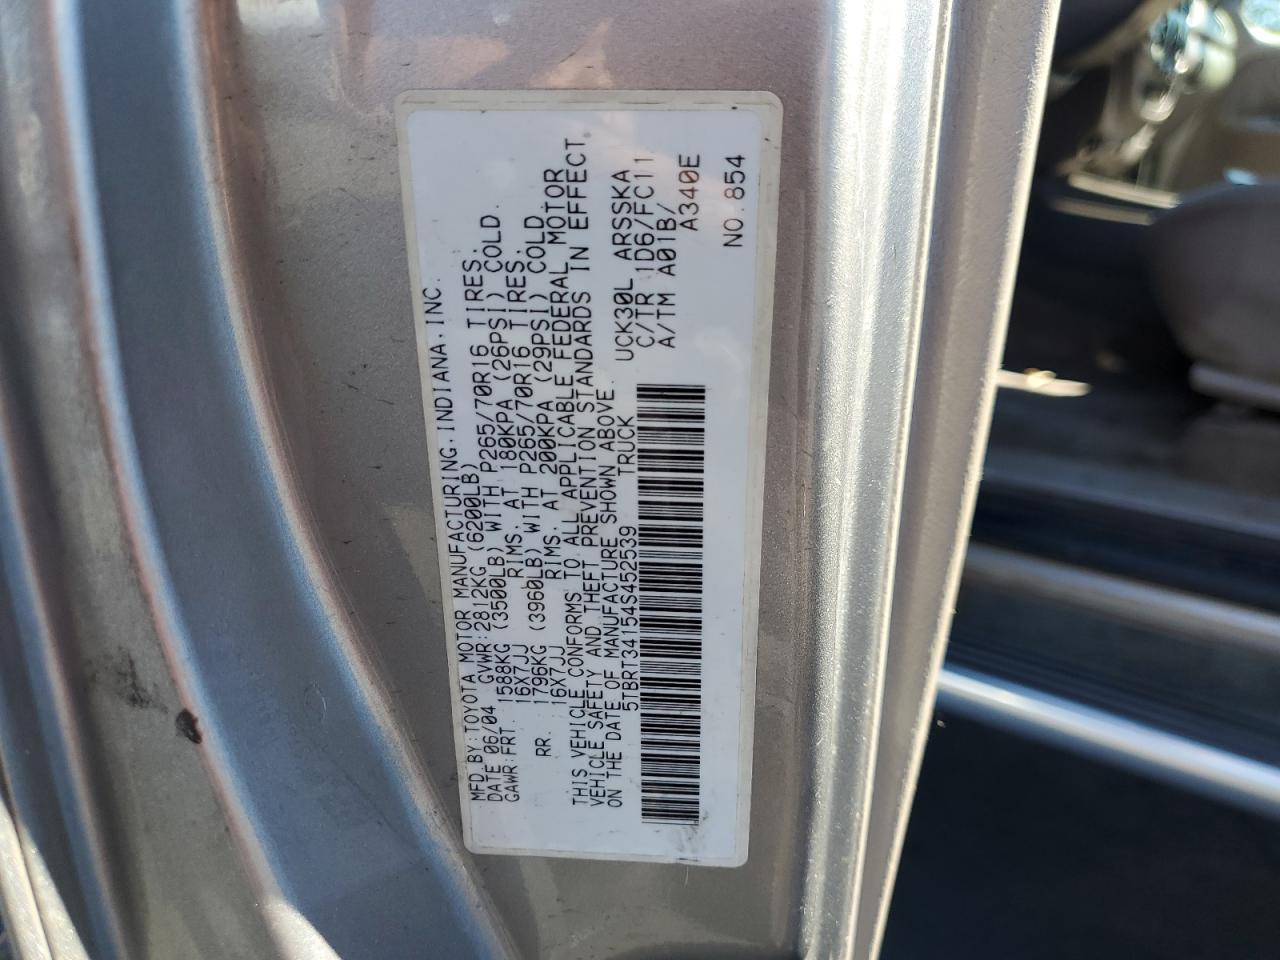 MFD BY:TOYOTA MOTOR MANUFACTURING.INDIANA.INC.
DATE 06/04 GVWR:2812KG (6200LB)
GAWR:FRT 1588KG (3500LB) WITH P265/70R16 TIRES.
16X7JJ RIMS. AT 180KPA (26PSI) COLD.
RR. 1796KG (3960LB) WITH P265/70R16 TIRES.
16X7JJ RIMS. AT 200KPA (29PSI) COLD
THIS VEHICLE CONFORMS TO ALL APPLICABLE FEDERAL MOTOR
VEHICLE SAFETY AND THEFT PREVENTION STANDARDS IN EFFECT
ON THE DATE OF MANUFACTURE SHOWN ABOVE.
5TBRT34154S452539 TRUCK
UCK30L ARSSKA
C/TR 1D6/FC11
A/TM A01B/
A340E
NO.854